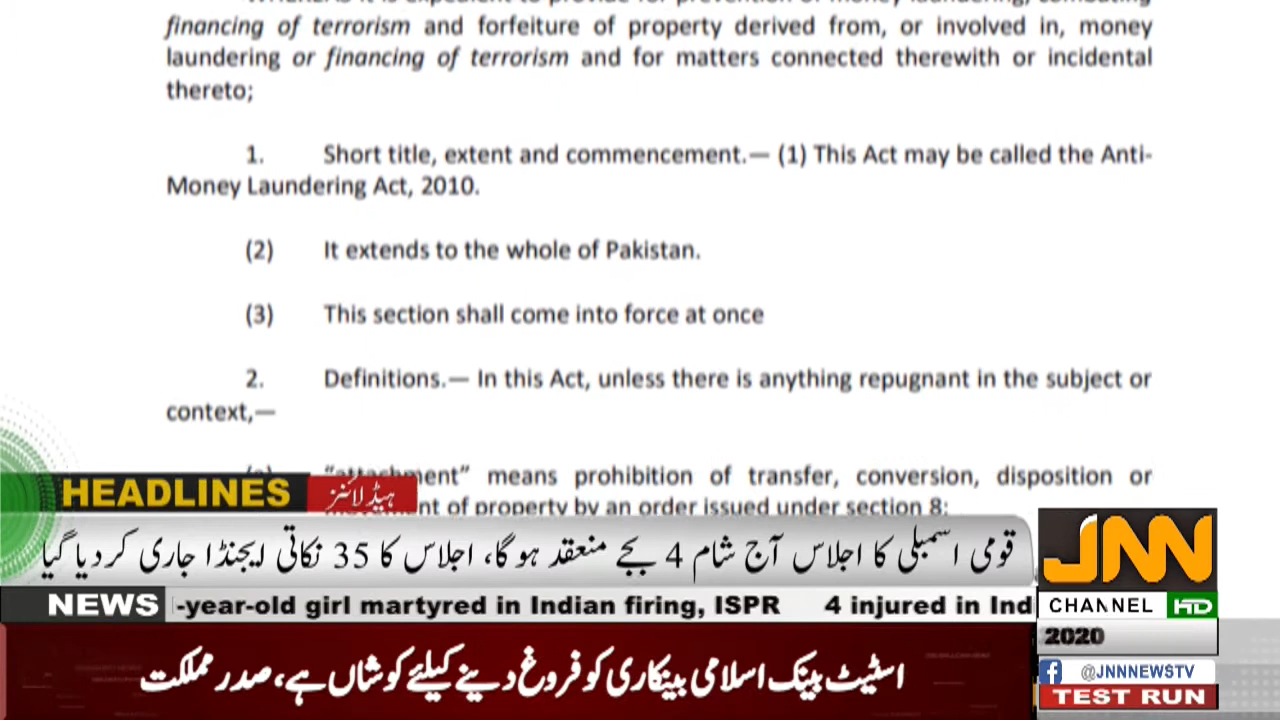 financing of terrorism and forfeiture of property derived from, or involved in, money
laundering or financing of terrorism and for matters connected therewith or incidental
thereto;
1. Short title, extent and commencement.— (1) This Act may be called the Anti-
Money Laundering Act, 2010.
(2) It extends to the whole of Pakistan.
(3) This section shall come into force at once
2. Definitions.— In this Act, unless there is anything repugnant in the subject or
context,—
means prohibition of transfer, conversion, disposition or
of property by an order issued under section 8;
HEADLINES ہیڈلائنز
قومی اسمبلی کا اجلاس آج شام 4 بجے منعقد ہوگا، اجلاس کا 35 نکاتی ایجنڈا جاری کردیا گیا
NEWS -year-old girl martyred in Indian firing, ISPR 4 injured in Ind
اسٹیٹ بینک اسلامی بینکاری کو فروغ دینے کیلئے کوشاں ہے، صدر مملکت
JNN
CHANNEL HD
2020
@JNNNEWSTV
TEST RUN